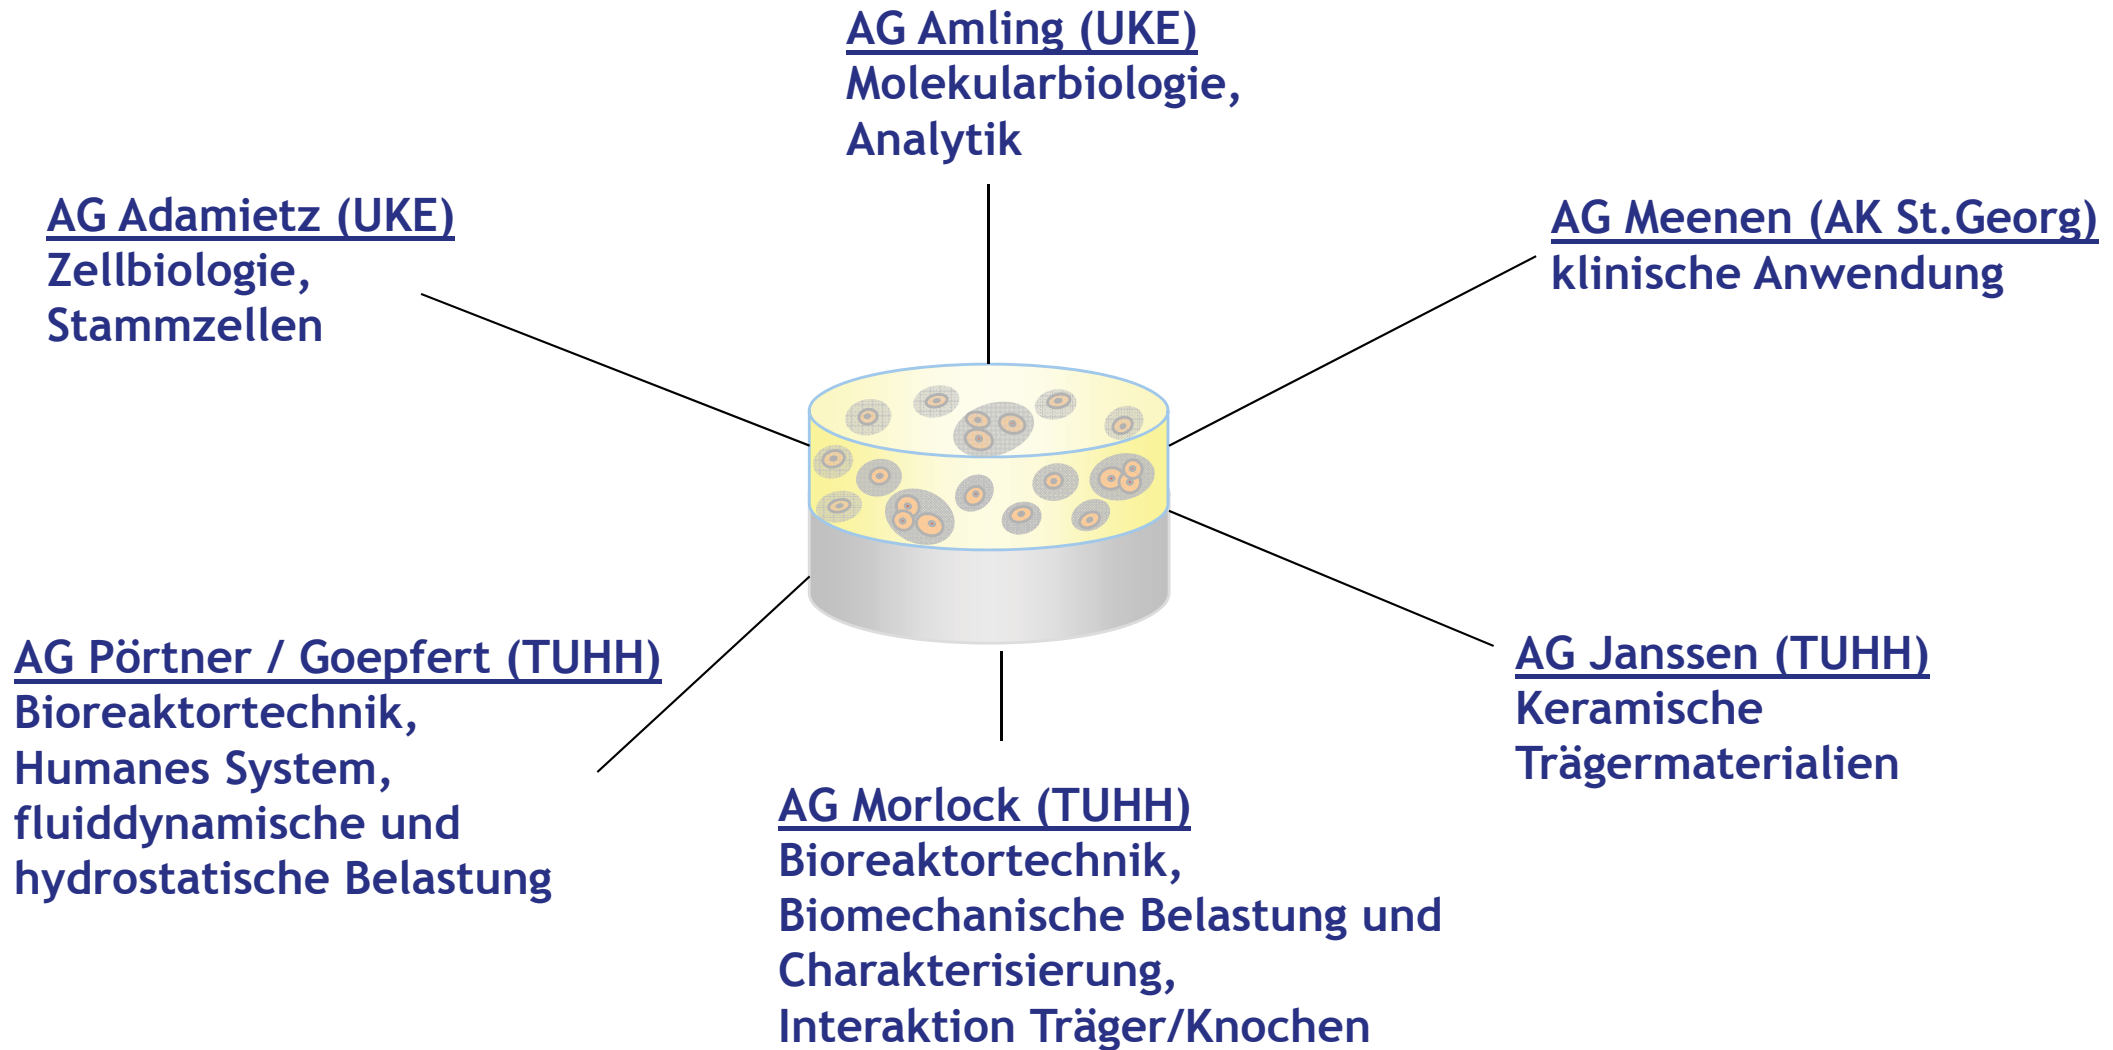 AG Amling (UKE)
Molekularbiologie,
Analytik
AG Adamietz (UKE)
Zellbiologie,
Stammzellen
AG Meenen (AK St.Georg)
klinische Anwendung
AG Pörtner / Goepfert (TUHH)
Bioreaktortechnik,
Humanes System,
fluiddynamische und
hydrostatische Belastung
AG Janssen (TUHH)
Keramische
Trägermaterialien
AG Morlock (TUHH)
Bioreaktortechnik,
Biomechanische Belastung und
Charakterisierung,
Interaktion Träger/Knochen